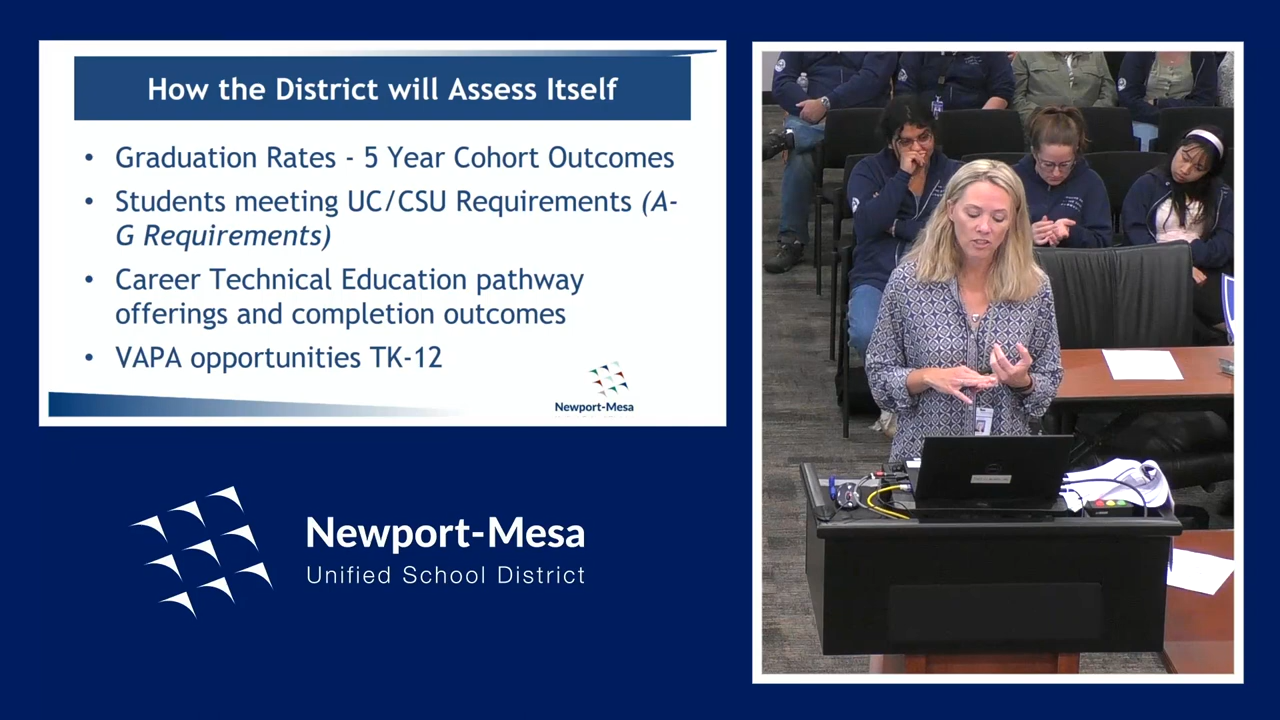 How the District will Assess Itself
• Graduation Rates - 5 Year Cohort Outcomes
• Students meeting UC/CSU Requirements (A-
G Requirements)
• Career Technical Education pathway
offerings and completion outcomes
• VAPA opportunities TK-12
Newport-Mesa
Newport-Mesa
Unified School District